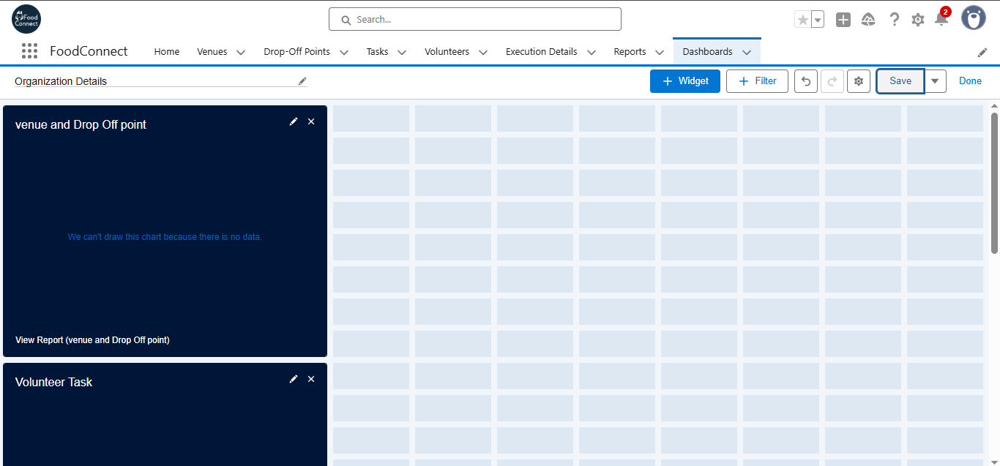 Food
Connect
Search...
2
FoodConnect
Home
Venues
Drop-Off Points
Tasks
Volunteers
Execution Details
Reports
Dashboards
Organization Details
+ Widget
+ Filter
Save
Done
venue and Drop Off point
We can't draw this chart because there is no data.
View Report (venue and Drop Off point)
Volunteer Task